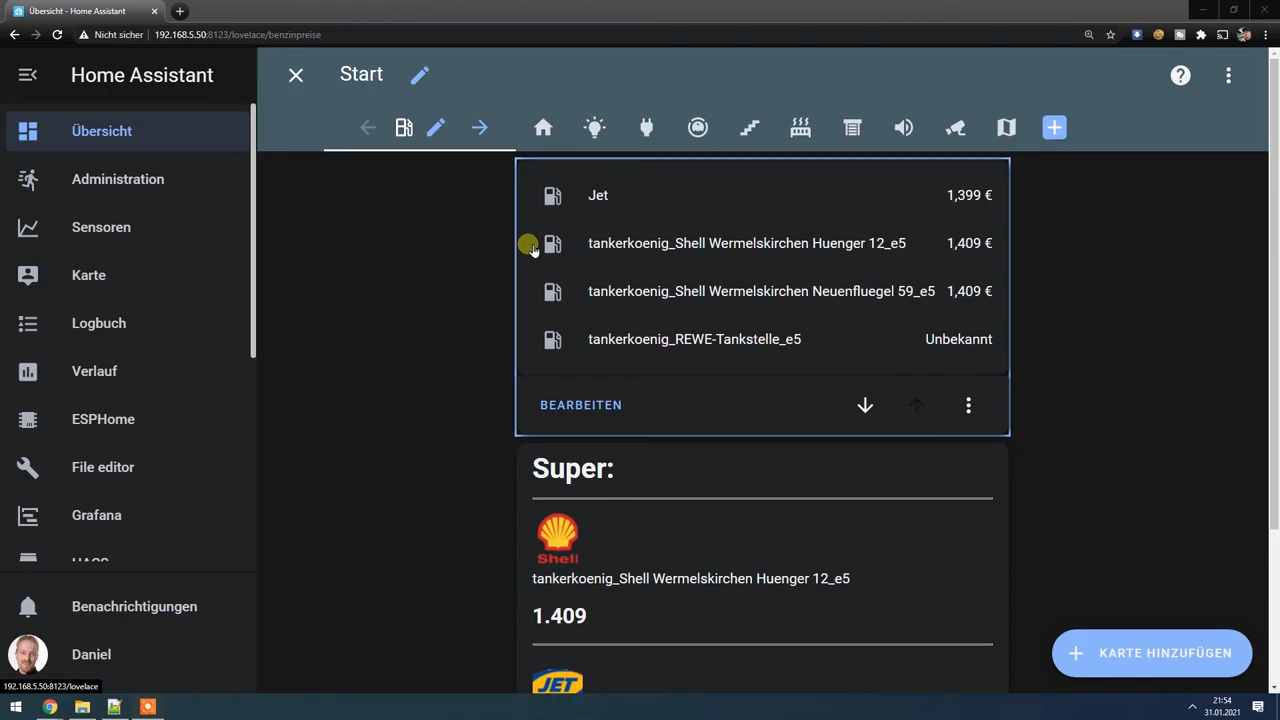 Übersicht - Home Assistant
Nicht sicher
192.168.5.50:8123/lovelace/benzinpreise
Home Assistant
Start
Übersicht
Administration
Sensoren
Karte
Logbuch
Verlauf
ESPHome
File editor
Grafana
HACS
Benachrichtigungen
Daniel
192.168.5.50:8123/lovelace
Jet 1,399 €
tankerkoenig_Shell Wermelskirchen Huenger 12_e5 1,409 €
tankerkoenig_Shell Wermelskirchen Neuenfluegel 59_e5 1,409 €
tankerkoenig_REWE-Tankstelle_e5 Unbekannt
BEARBEITEN
Super:
Shell
tankerkoenig_Shell Wermelskirchen Huenger 12_e5
1.409
JET
KARTE HINZUFÜGEN
21:54
31.01.2021